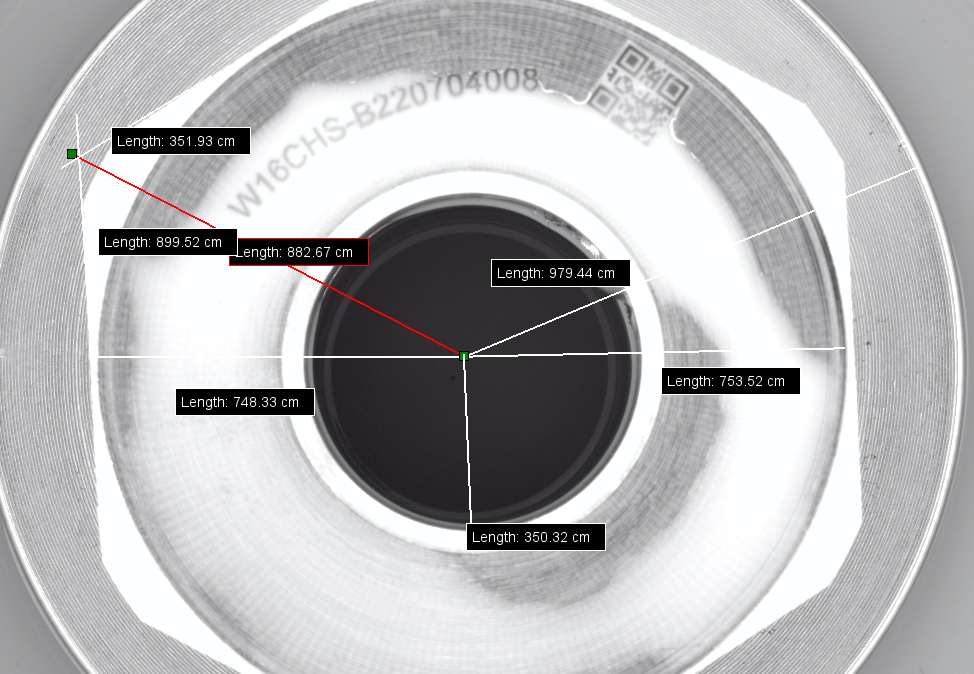 W16CHS-B220704008
Length: 351.93 cm
Length: 899.52 cm
Length: 882.67 cm
Length: 979.44 cm
Length: 753.52 cm
Length: 748.33 cm
Length: 350.32 cm